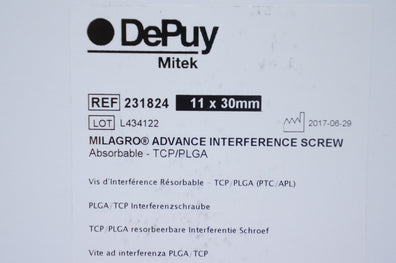 DePuy
Mitek
REF 231824 11 x 30mm
LOT L434122 2017-06-29
MILAGRO® ADVANCE INTERFERENCE SCREW
Absorbable - TCP/PLGA
Vis d'Interférence Résorbable - TCP/PLGA (PTC/APL)
PLGA/TCP Interferenzschraube
TCP/PLGA resorbeerbare Interferentie Schroef
Vite ad interferenza PLGA/TCP